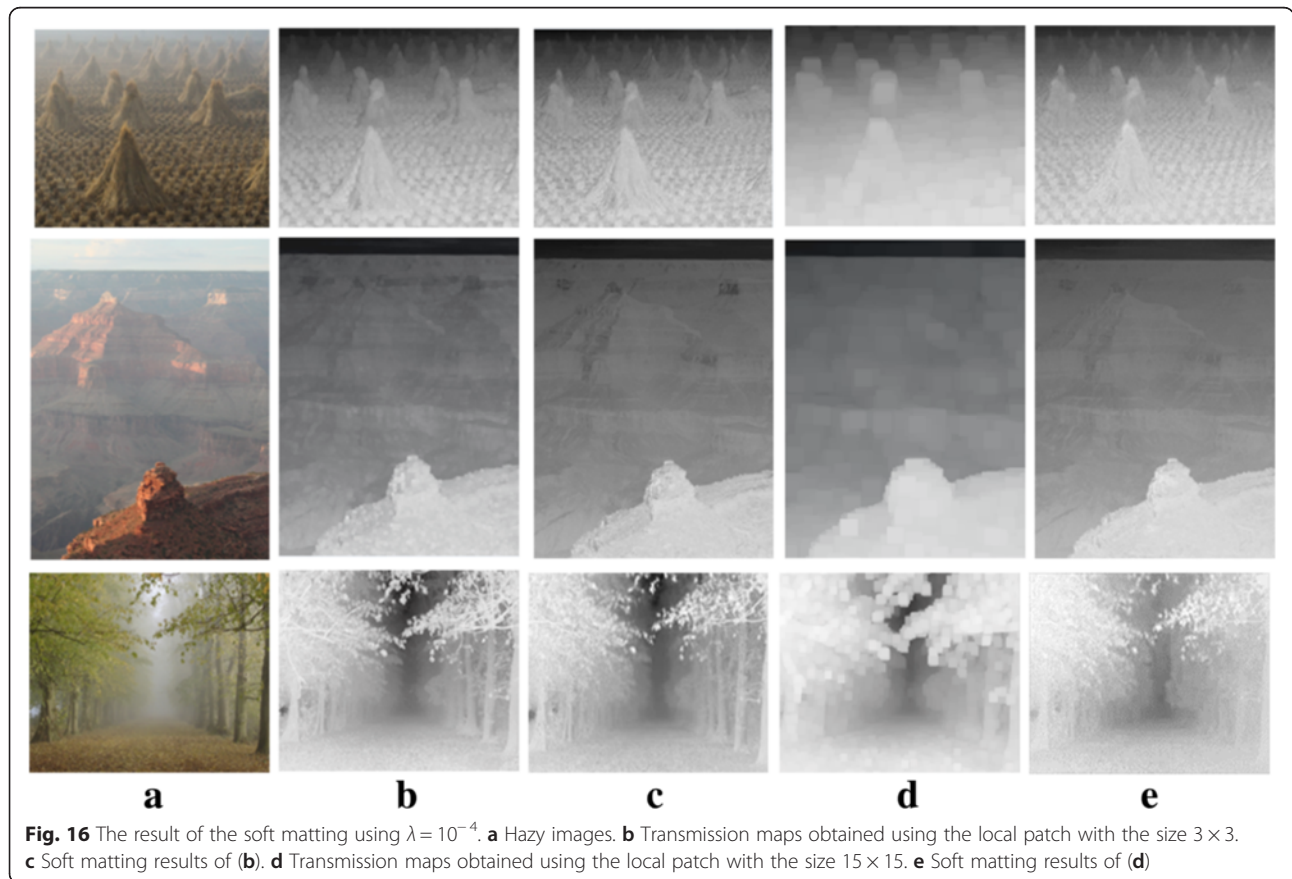 a b c d e
Fig. 16 The result of the soft matting using λ = 10⁻⁴. a Hazy images. b Transmission maps obtained using the local patch with the size 3 × 3.
c Soft matting results of (b). d Transmission maps obtained using the local patch with the size 15 × 15. e Soft matting results of (d)